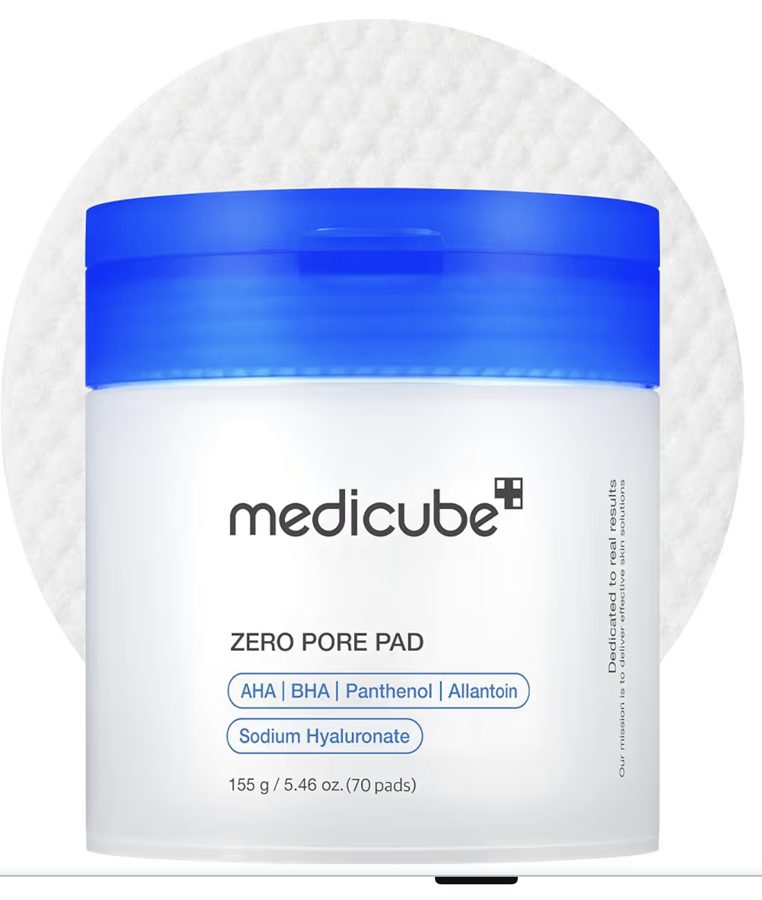 medicube
ZERO PORE PAD
AHA | BHA | Panthenol | Allantoin
Sodium Hyaluronate
155 g / 5.46 oz. (70 pads)
Dedicated to real results
Our mission is to deliver effective skin solutions